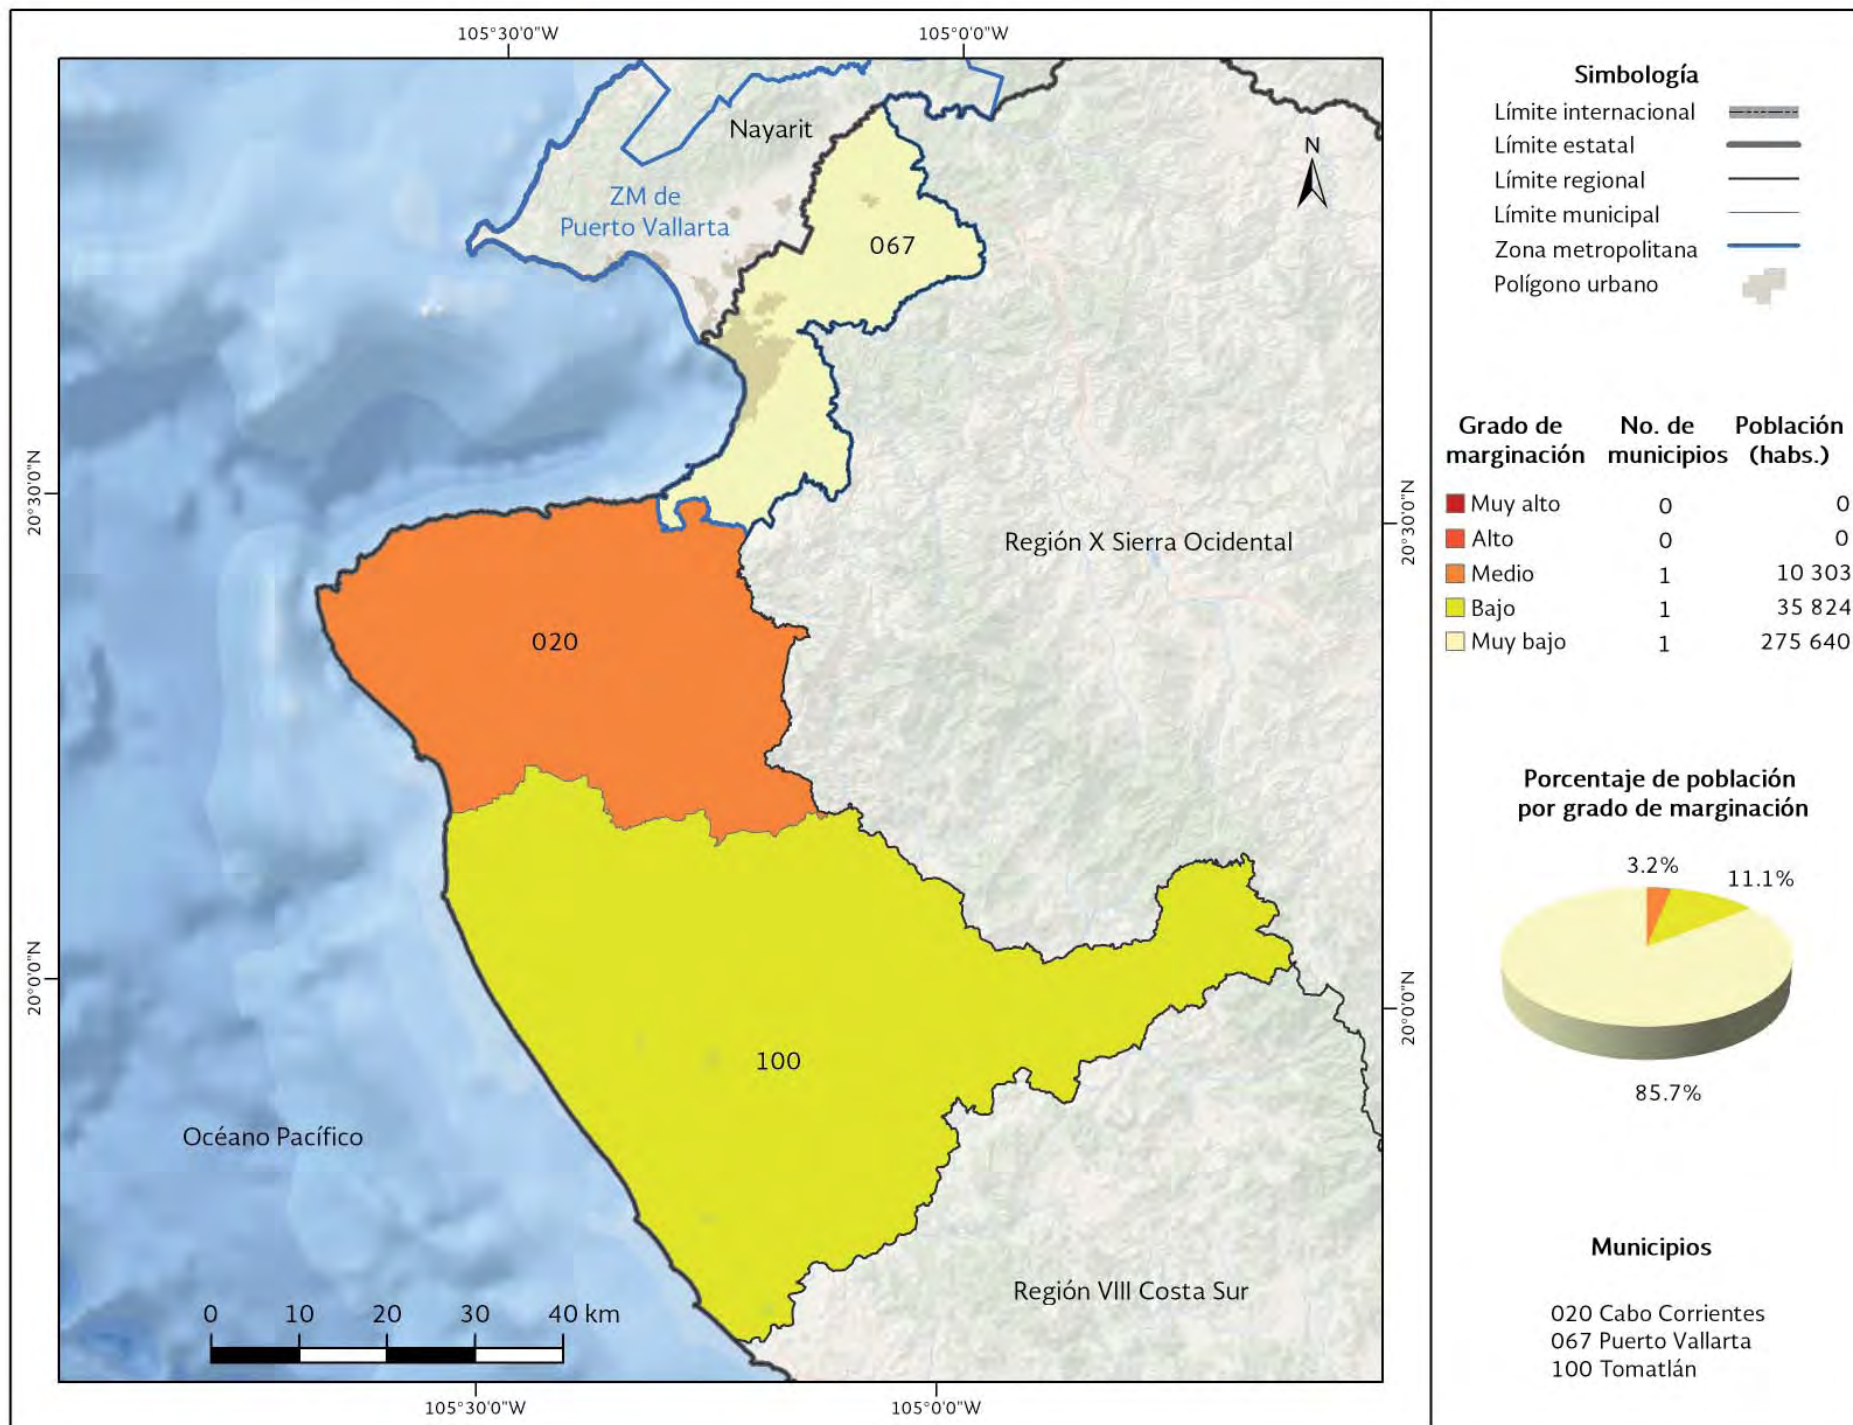 105°30'0"W
105°0'0"W
Nayarit
N
ZM de
Puerto Vallarta
067
20°30'0"N
20°30'0"N
Región X Sierra Ocidental
020
20°0'0"N
20°0'0"N
100
Océano Pacífico
Región VIII Costa Sur
0 10 20 30 40 km
105°30'0"W
105°0'0"W
Simbología
Límite internacional
Límite estatal
Límite regional
Límite municipal
Zona metropolitana
Polígono urbano
Grado de marginación No. de municipios Población (habs.)
Muy alto 0 0
Alto 0 0
Medio 1 10 303
Bajo 1 35 824
Muy bajo 1 275 640
Porcentaje de población
por grado de marginación
3.2%
11.1%
85.7%
Municipios
020 Cabo Corrientes
067 Puerto Vallarta
100 Tomatlán